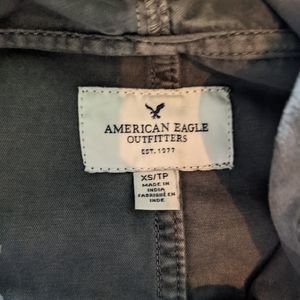 AMERICAN EAGLE
OUTFITTERS
EST. 1977
XS/TP
MADE IN
INDIA
FABRIQUÉ EN
INDE